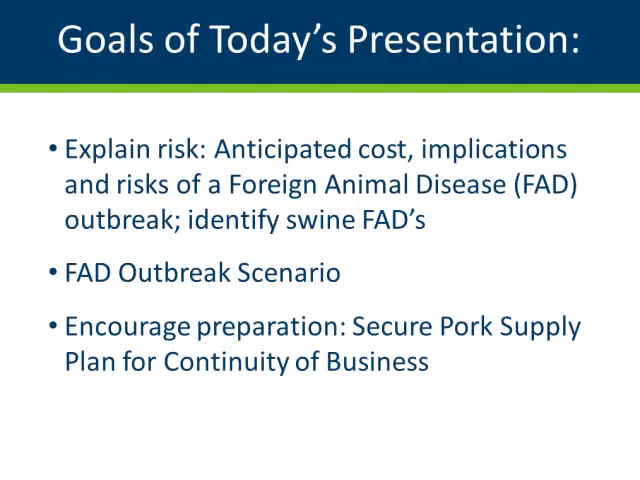 Goals of Today’s Presentation:
• Explain risk: Anticipated cost, implications
and risks of a Foreign Animal Disease (FAD)
outbreak; identify swine FAD’s
• FAD Outbreak Scenario
• Encourage preparation: Secure Pork Supply
Plan for Continuity of Business